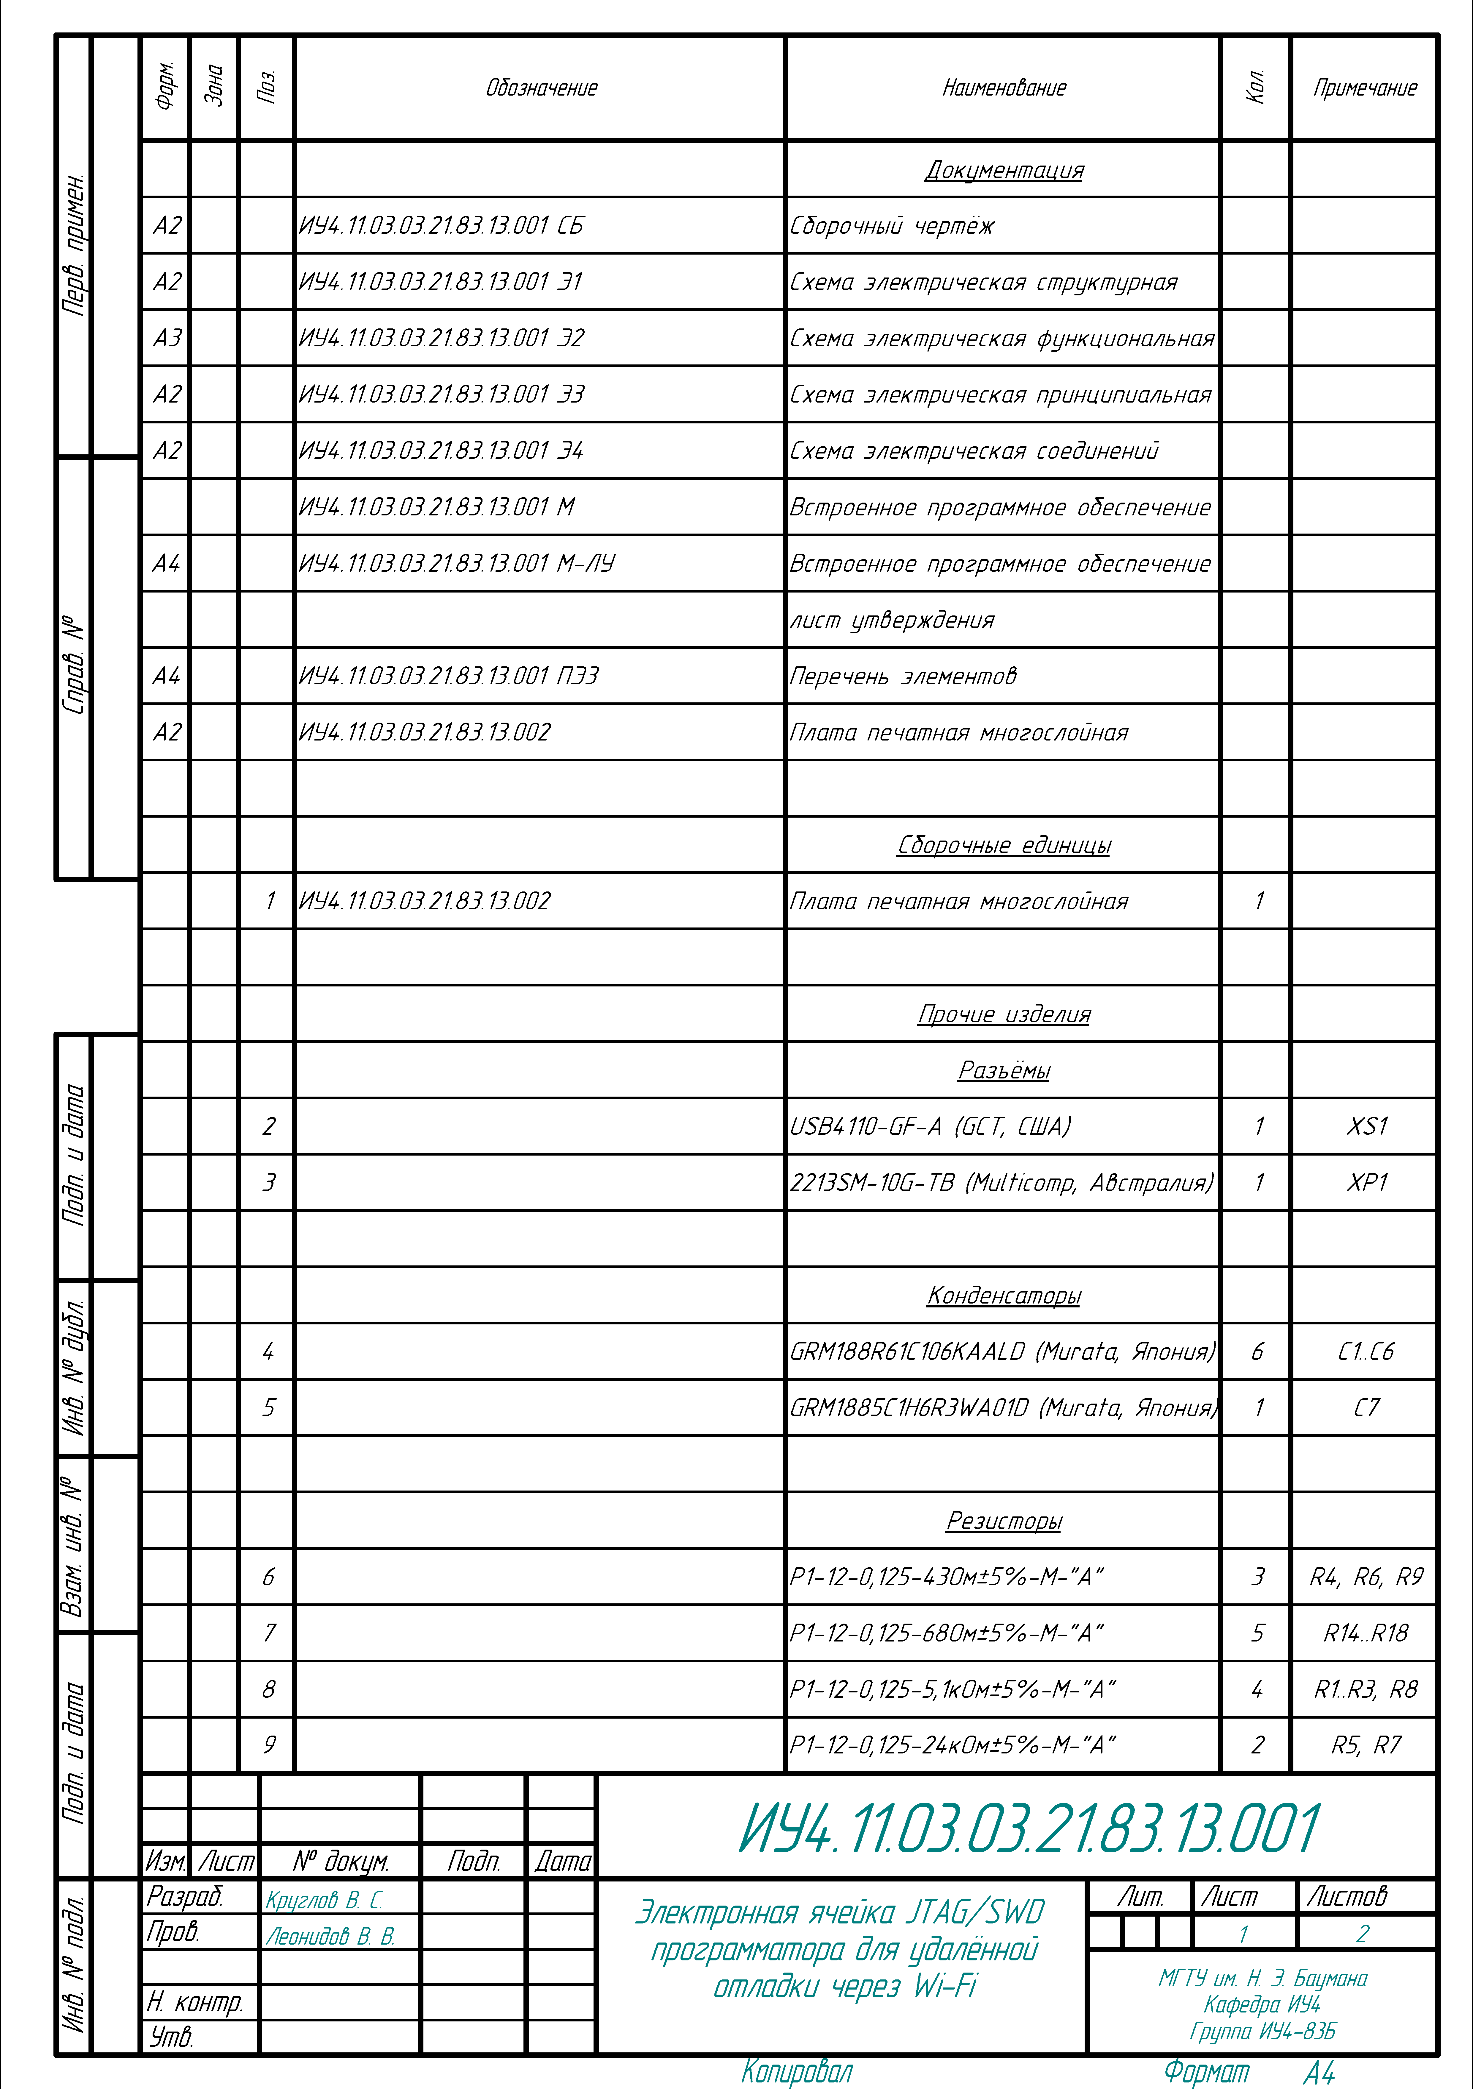 Форм. Зона Поз. Обозначение Наименование Кол. Примечание
Документация
А2 ИУ4.11.03.03.21.83.13.001 СБ Сборочный чертёж
А2 ИУ4.11.03.03.21.83.13.001 Э1 Схема электрическая структурная
А3 ИУ4.11.03.03.21.83.13.001 Э2 Схема электрическая функциональная
А2 ИУ4.11.03.03.21.83.13.001 Э3 Схема электрическая принципиальная
А2 ИУ4.11.03.03.21.83.13.001 Э4 Схема электрическая соединений
ИУ4.11.03.03.21.83.13.001 М Встроенное программное обеспечение
А4 ИУ4.11.03.03.21.83.13.001 М-ЛУ Встроенное программное обеспечение
лист утверждения
А4 ИУ4.11.03.03.21.83.13.001 ПЭ3 Перечень элементов
А2 ИУ4.11.03.03.21.83.13.002 Плата печатная многослойная
Сборочные единицы
1 ИУ4.11.03.03.21.83.13.002 Плата печатная многослойная 1
Прочие изделия
Разъёмы
2 USB4110-GF-A (GCT, США) 1 XS1
3 2213SM-10G-TB (Multicomp, Австралия) 1 XP1
Конденсаторы
4 GRM188R61C106KAALD (Murata, Япония) 6 C1..C6
5 GRM1885C1H6R3WA01D (Murata, Япония) 1 C7
Резисторы
6 Р1-12-0,125-43Ом±5%-М-"А" 3 R4, R6, R9
7 Р1-12-0,125-68Ом±5%-М-"А" 5 R14..R18
8 Р1-12-0,125-5,1кОм±5%-М-"А" 4 R1..R3, R8
9 Р1-12-0,125-24кОм±5%-М-"А" 2 R5, R7
Перв. примен.
Справ. №
Подп. и дата
Инв. № дубл.
Взам. инв. №
Подп. и дата
Инв. № подл.
ИУ4.11.03.03.21.83.13.001
Изм. Лист № докум. Подп. Дата
Разраб. Круглов В. С.
Пров. Леонидов В. В.
Н. контр.
Утв.
Электронная ячейка JTAG/SWD
программатора для удалённой
отладки через Wi-Fi
Лит. Лист Листов
1 2
МГТУ им. Н. Э. Баумана
Кафедра ИУ4
Группа ИУ4-83Б
Копировал Формат А4